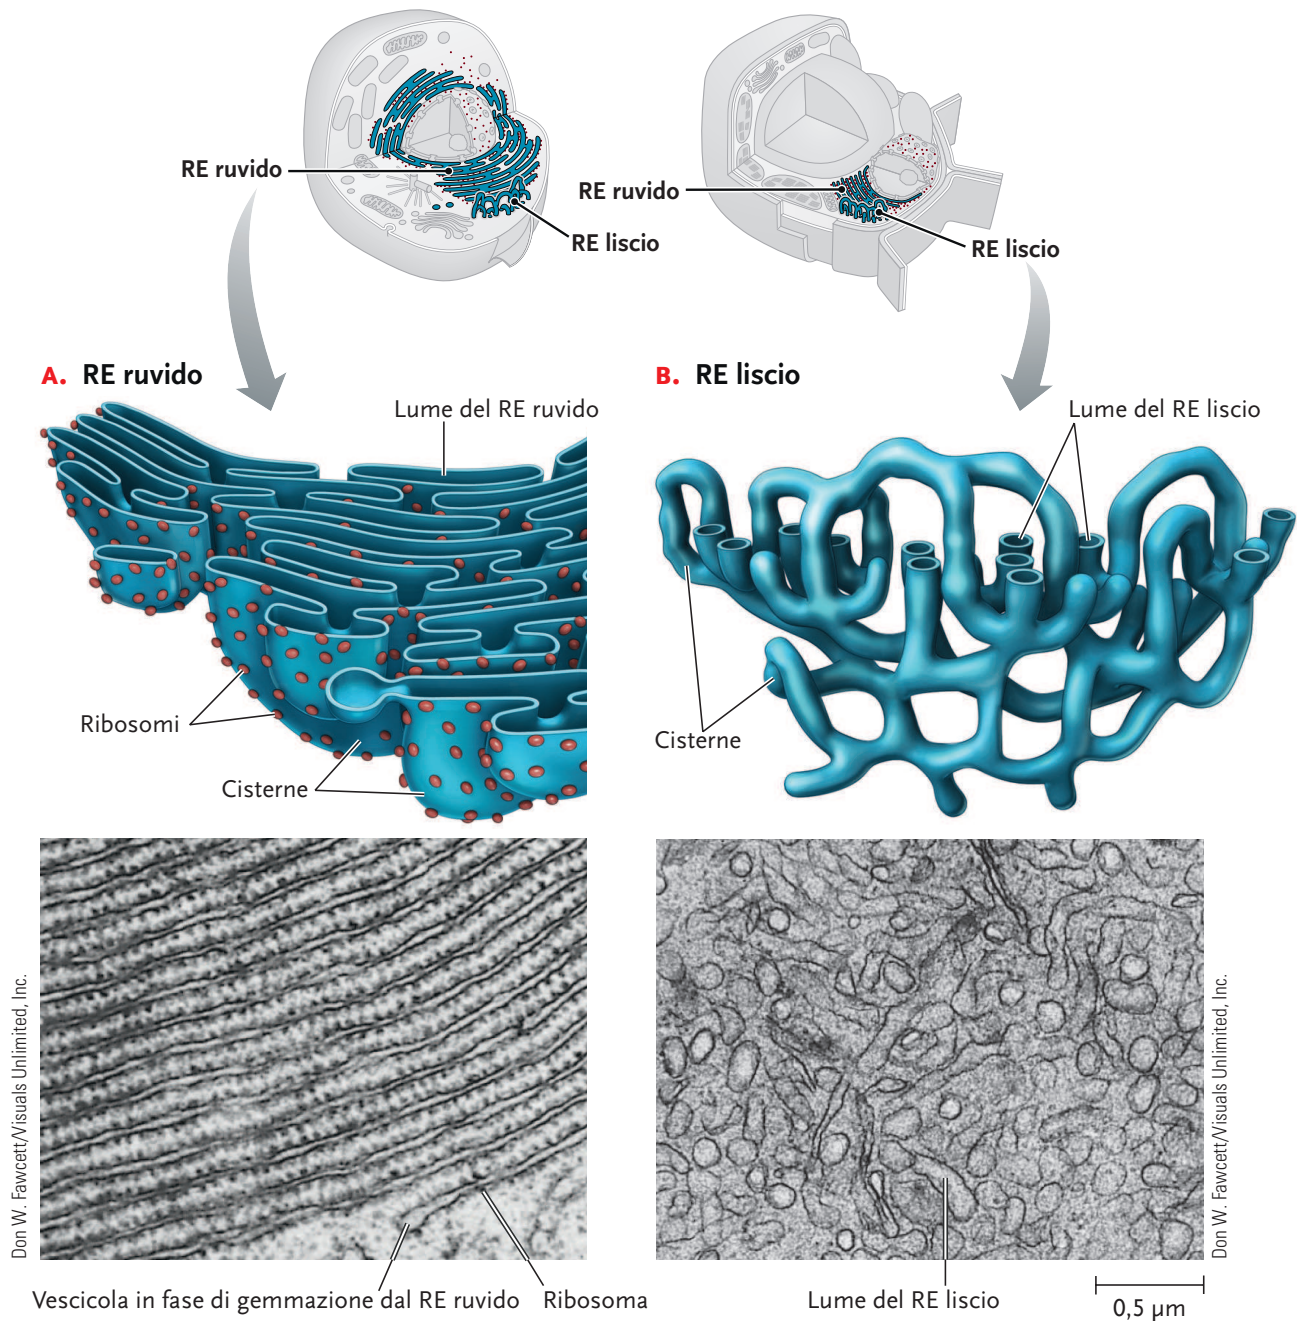 RE ruvido
RE liscio
RE ruvido
RE liscio
A. RE ruvido
Lume del RE ruvido
Ribosomi
Cisterne
B. RE liscio
Lume del RE liscio
Cisterne
Don W. Fawcett/Visuals Unlimited, Inc.
Vescicola in fase di gemmazione dal RE ruvido
Ribosoma
Lume del RE liscio
0,5 µm
Don W. Fawcett/Visuals Unlimited, Inc.